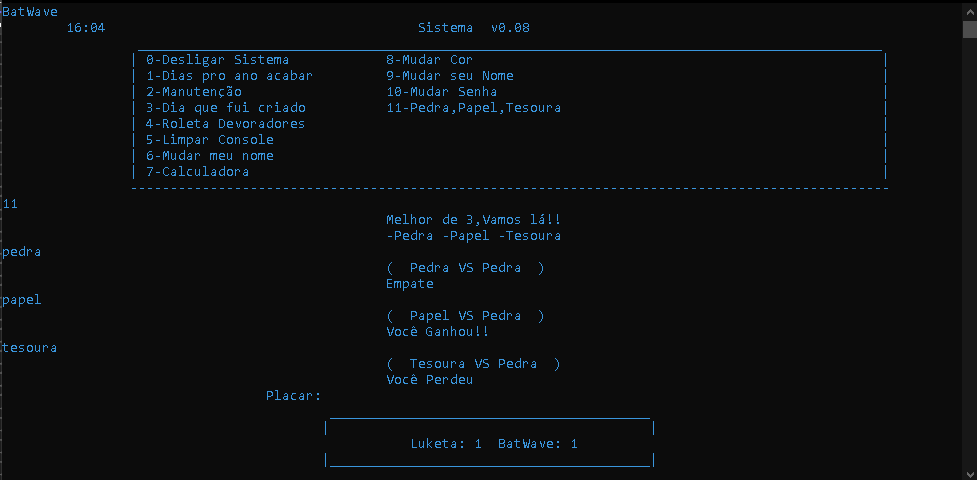 BatWave
16:04 Sistema v0.08
0-Desligar Sistema 8-Mudar Cor
1-Dias pro ano acabar 9-Mudar seu Nome
2-Manutenção 10-Mudar Senha
3-Dia que fui criado 11-Pedra,Papel,Tesoura
4-Roleta Devoradores
5-Limpar Console
6-Mudar meu nome
7-Calculadora
11
Melhor de 3,Vamos lá!!
-Pedra -Papel -Tesoura
pedra
( Pedra VS Pedra )
Empate
papel
( Papel VS Pedra )
Você Ganhou!!
tesoura
( Tesoura VS Pedra )
Você Perdeu
Placar:
Luketa: 1 BatWave: 1